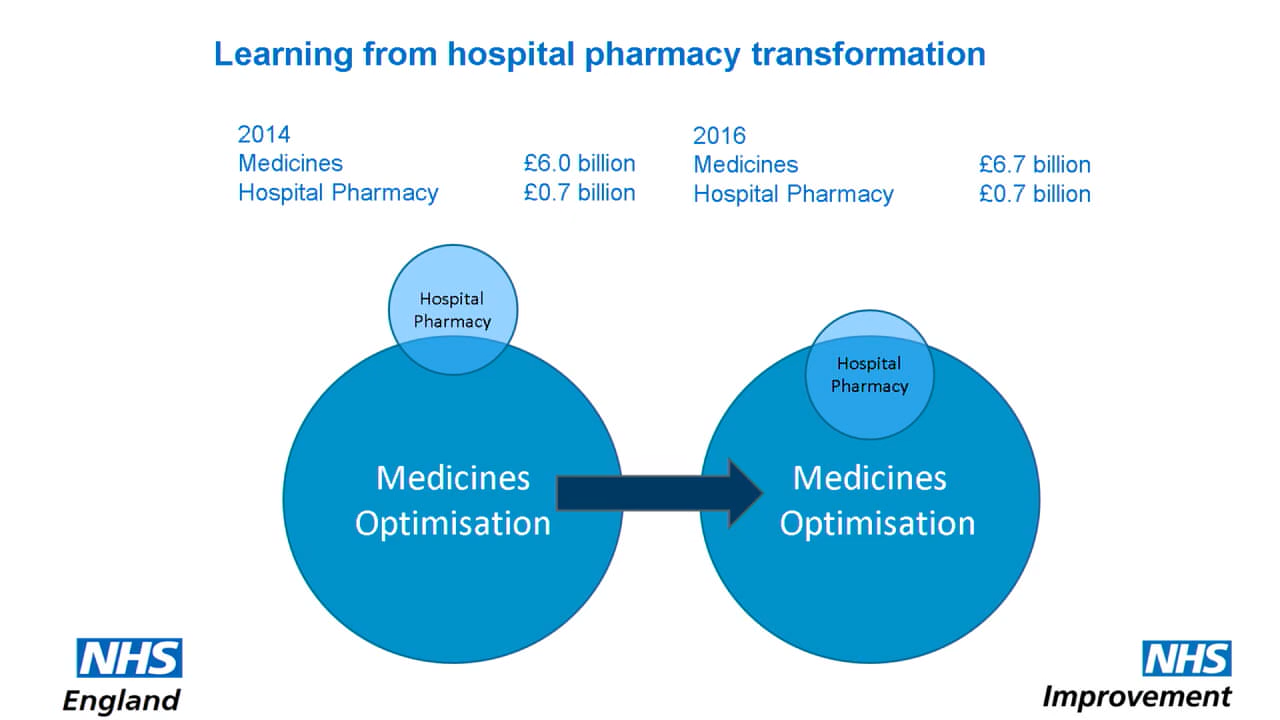 Learning from hospital pharmacy transformation
2014
Medicines £6.0 billion
Hospital Pharmacy £0.7 billion
2016
Medicines £6.7 billion
Hospital Pharmacy £0.7 billion
Hospital
Pharmacy
Medicines
Optimisation
Hospital
Pharmacy
Medicines
Optimisation
NHS
England
NHS
Improvement